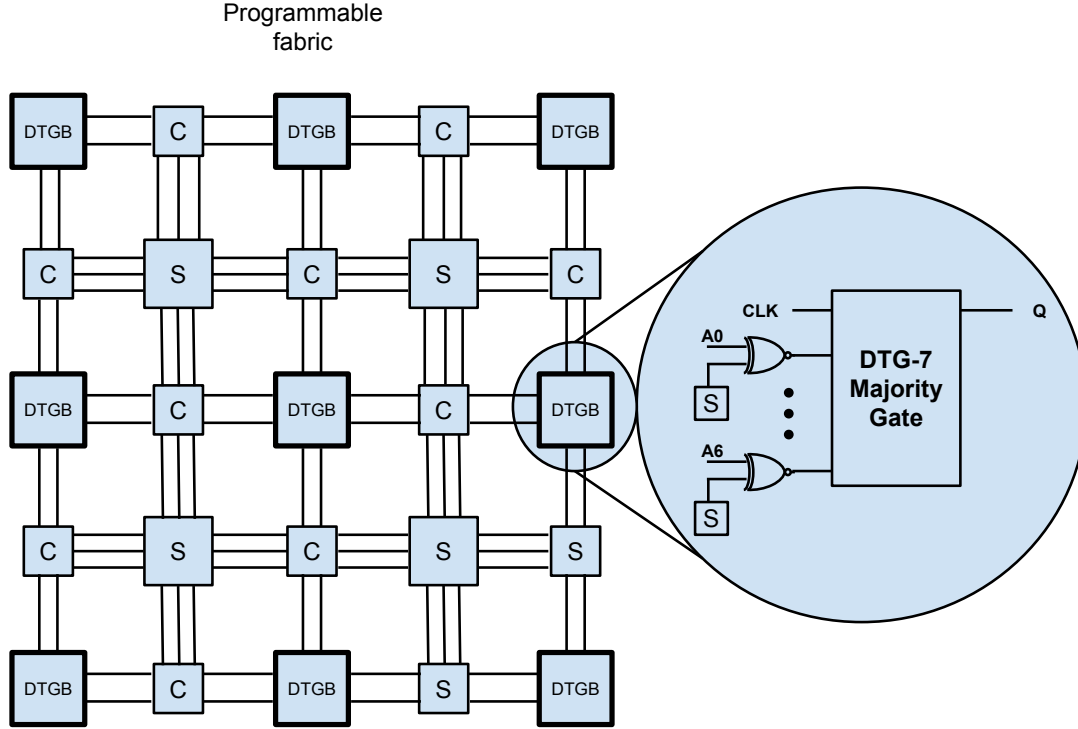 Programmable
fabric
DTGB C DTGB C DTGB
C S C S C
DTGB C DTGB C DTGB
C S C S S
DTGB C DTGB S DTGB
CLK
Q
A0
S
DTG-7
Majority
Gate
A6
S